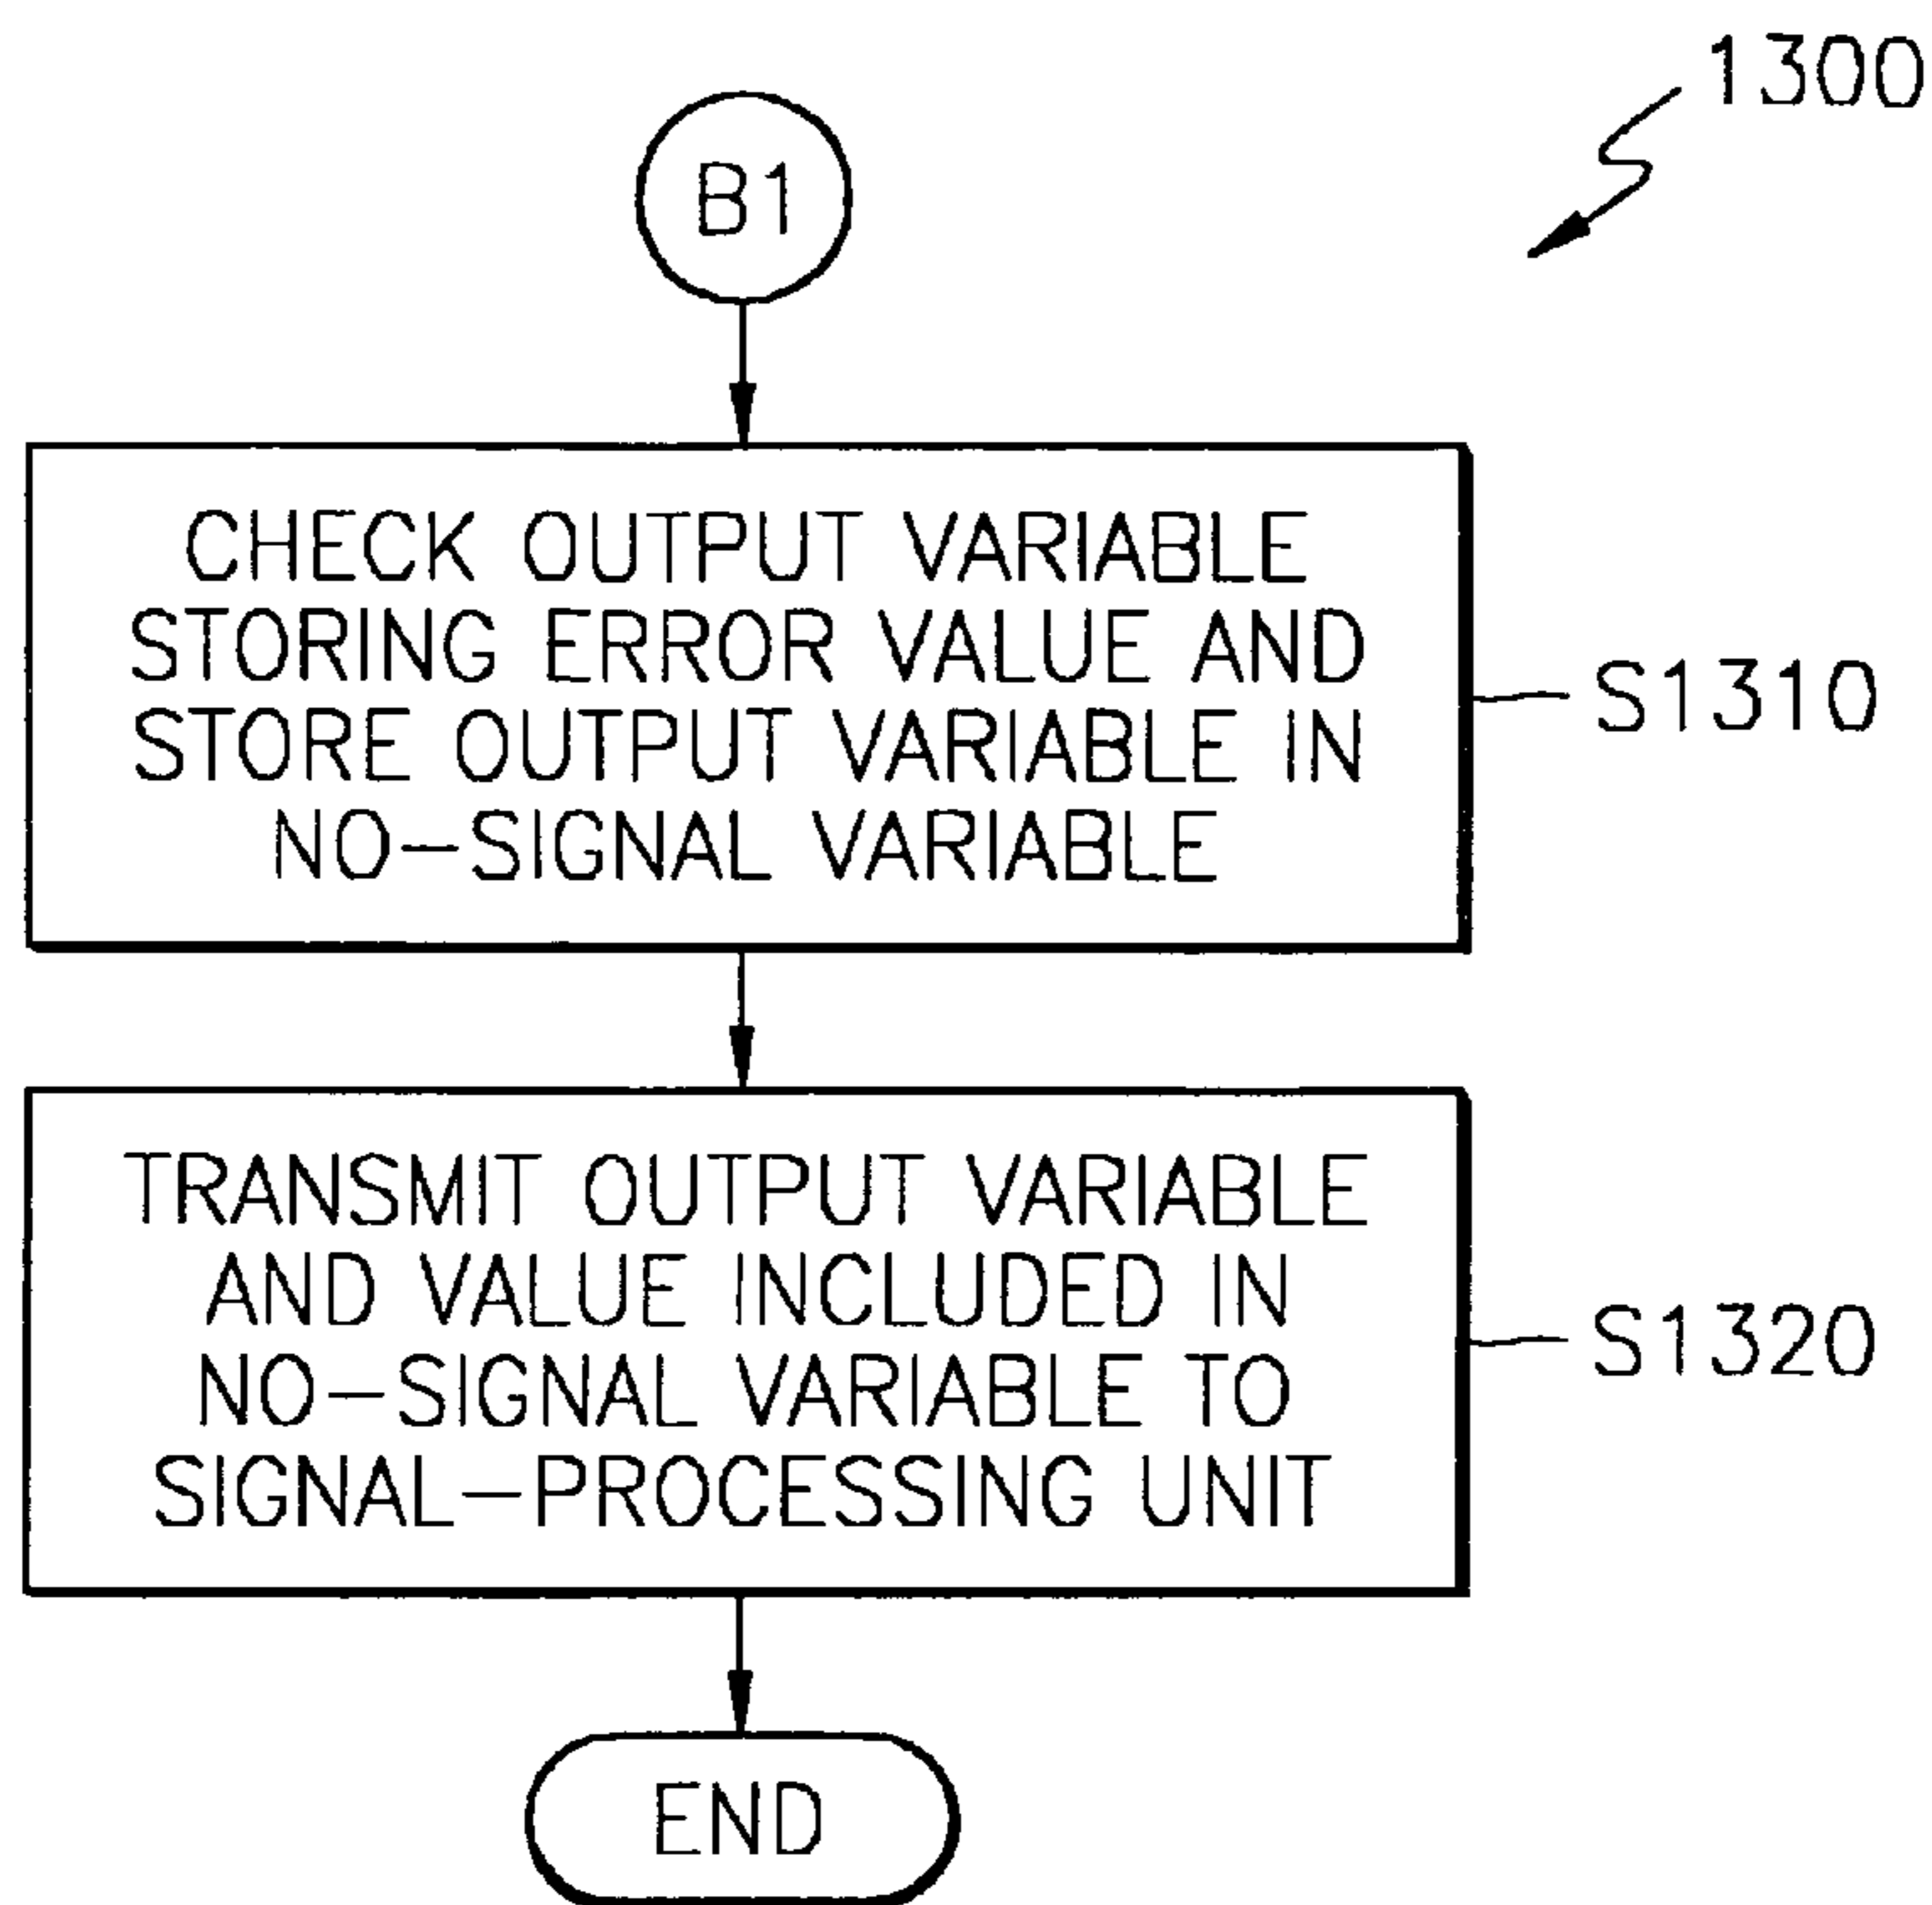 1300
B1
CHECK OUTPUT VARIABLE
STORING ERROR VALUE AND
STORE OUTPUT VARIABLE IN
NO-SIGNAL VARIABLE
S1310
TRANSMIT OUTPUT VARIABLE
AND VALUE INCLUDED IN
NO-SIGNAL VARIABLE TO
SIGNAL-PROCESSING UNIT
S1320
END